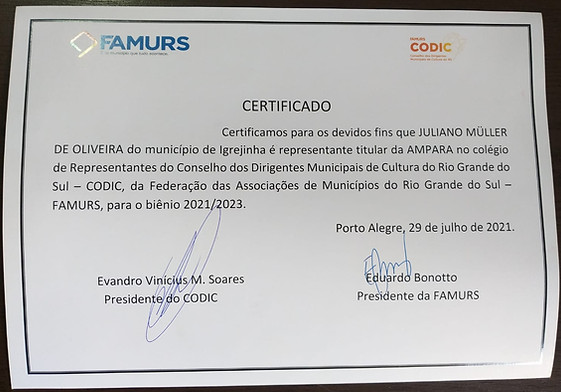 FAMURS
FAMURS
CODIC
CERTIFICADO
Certificamos para os devidos fins que JULIANO MÜLLER
DE OLIVEIRA do município de Igrejinha é representante titular da AMPARA no colégio
de Representantes do Conselho dos Dirigentes Municipais de Cultura do Rio Grande do
Sul – CODIC, da Federação das Associações de Municípios do Rio Grande do Sul –
FAMURS, para o biênio 2021/2023.
Porto Alegre, 29 de julho de 2021.
Evandro Vinícius M. Soares
Presidente do CODIC
Eduardo Bonotto
Presidente da FAMURS